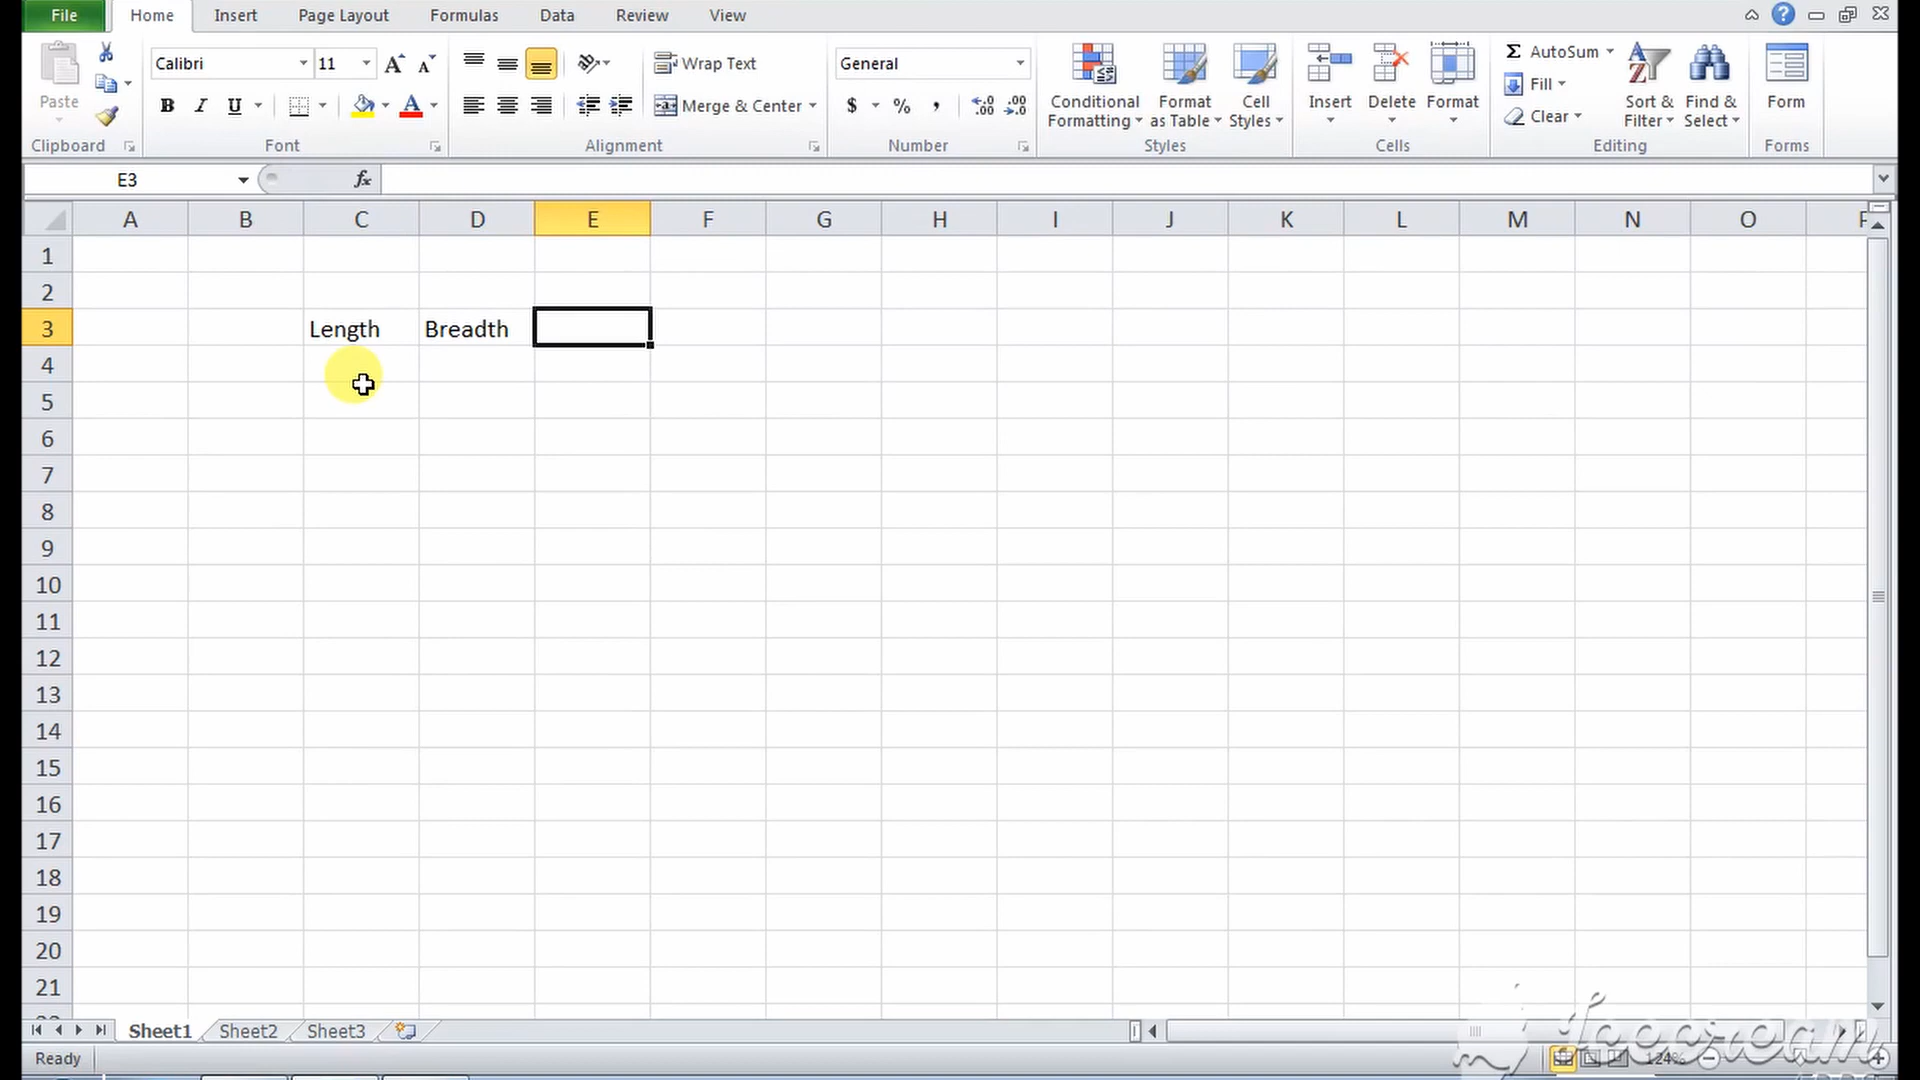 File Home Insert Page Layout Formulas Data Review View
Calibri 11 Wrap Text General AutoSum
Paste B I U Merge & Center $ % , Conditional Formatting Format as Table Cell Styles Insert Delete Format Fill Clear Sort & Filter Find & Select Form
Clipboard Font Alignment Number Styles Cells Editing Forms
E3 fx
A B C D E F G H I J K L M N O P
1
2
3 Length Breadth
4
5
6
7
8
9
10
11
12
13
14
15
16
17
18
19
20
21
Sheet1 Sheet2 Sheet3
Ready 124%